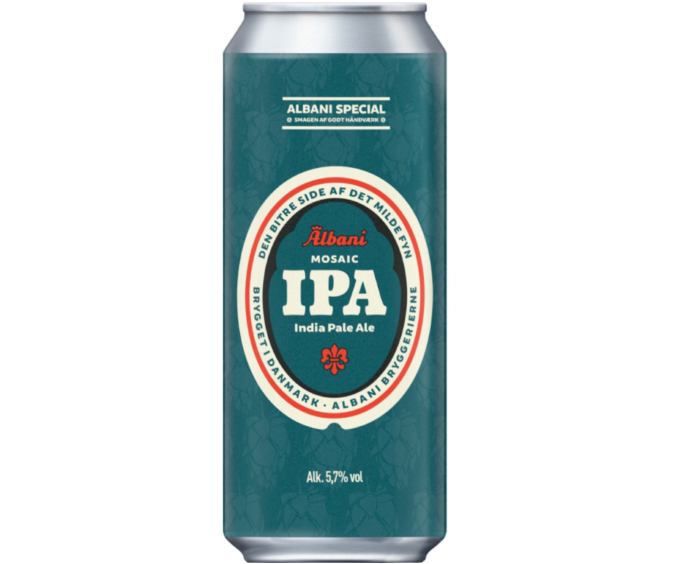 ALBANI SPECIAL
SMAGEN AF GODT HÅNDVÆRK
DEN BITRE SIDE AF DET MILDE FYN
Albani
MOSAIC
IPA
India Pale Ale
BRYGGET I DANMARK · ALBANI BRYGGERIERNE
Alk. 5,7% vol